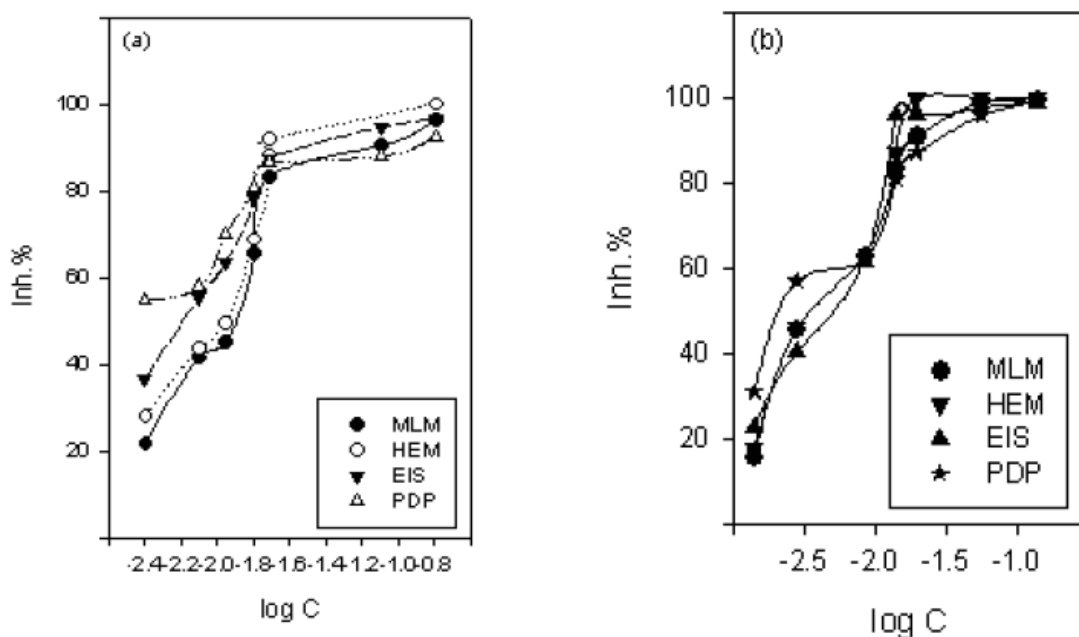 (a)
100
80
60
40
20
Inh.%
MLM
HEM
EIS
PDP
-2.4-2.2-2.0-1.8-1.6-1.4-1.2-1.0-0.8
log C
(b)
100
80
60
40
20
Inh.%
MLM
HEM
EIS
PDP
-2.5 -2.0 -1.5 -1.0
log C